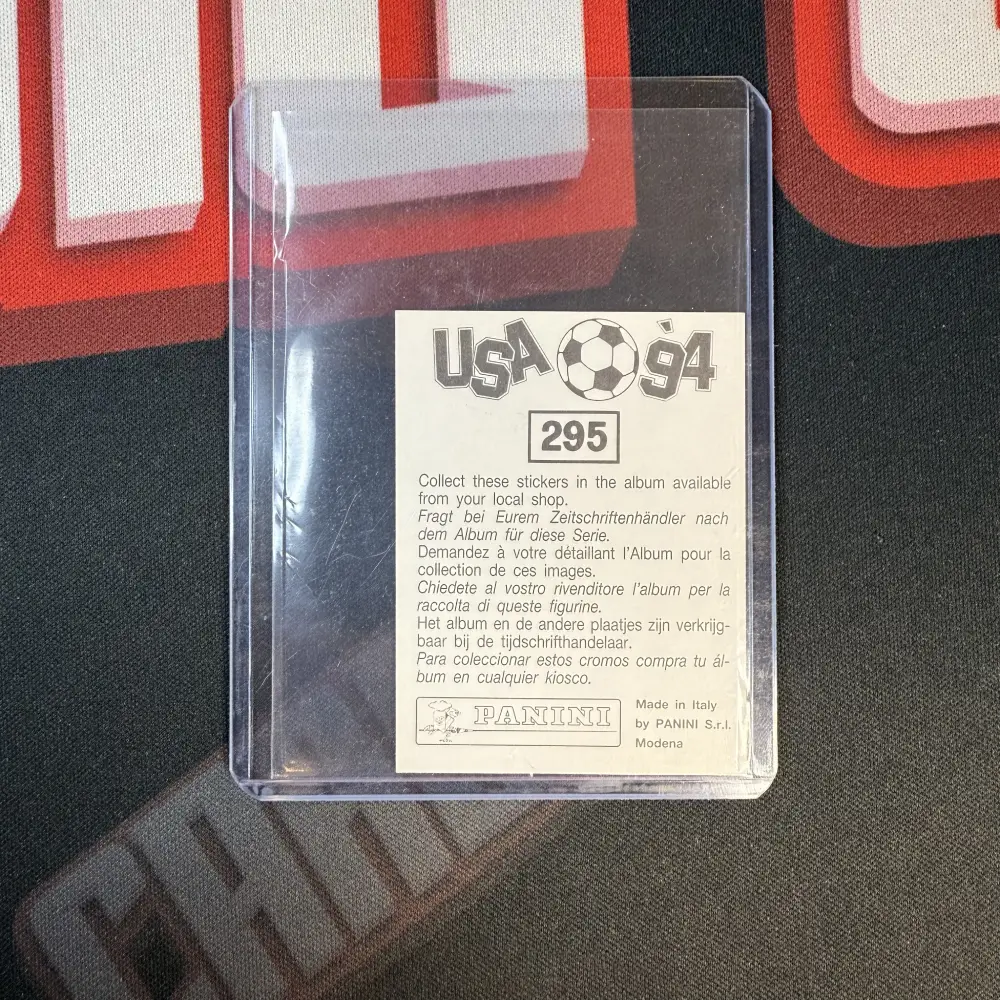 USA '94
295
Collect these stickers in the album available
from your local shop.
Fragt bei Eurem Zeitschriftenhändler nach
dem Album für diese Serie.
Demandez à votre détaillant l'Album pour la
collection de ces images.
Chiedete al vostro rivenditore l'album per la
raccolta di queste figurine.
Het album en de andere plaatjes zijn verkrijg-
baar bij de tijdschrifthandelaar.
Para coleccionar estos cromos compra tu ál-
bum en cualquier kiosco.
PANINI
Made in Italy
by PANINI S.r.l.
Modena